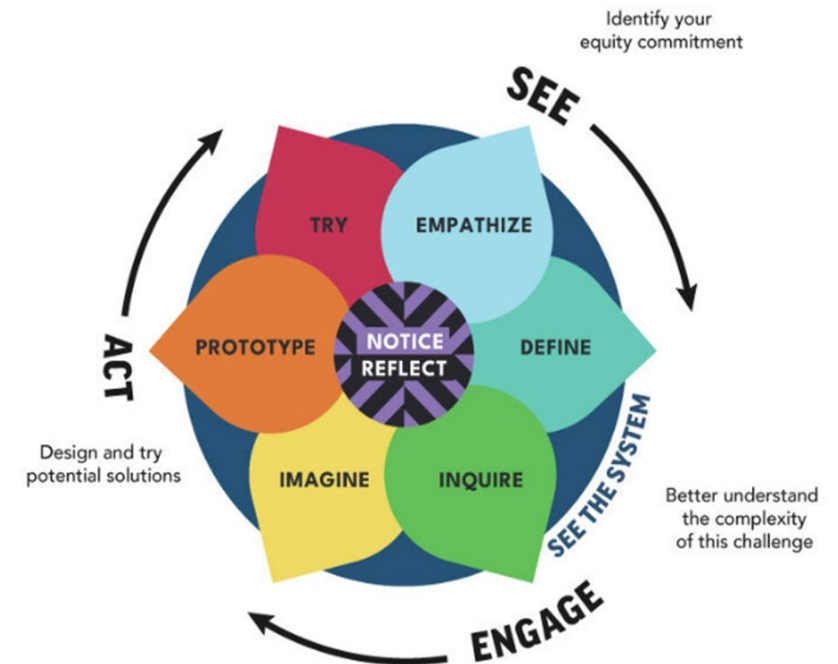 Identify your
equity commitment
SEE
TRY
EMPATHIZE
PROTOTYPE
NOTICE
REFLECT
DEFINE
ACT
Design and try
potential solutions
IMAGINE
INQUIRE
SEE THE SYSTEM
Better understand
the complexity
of this challenge
ENGAGE